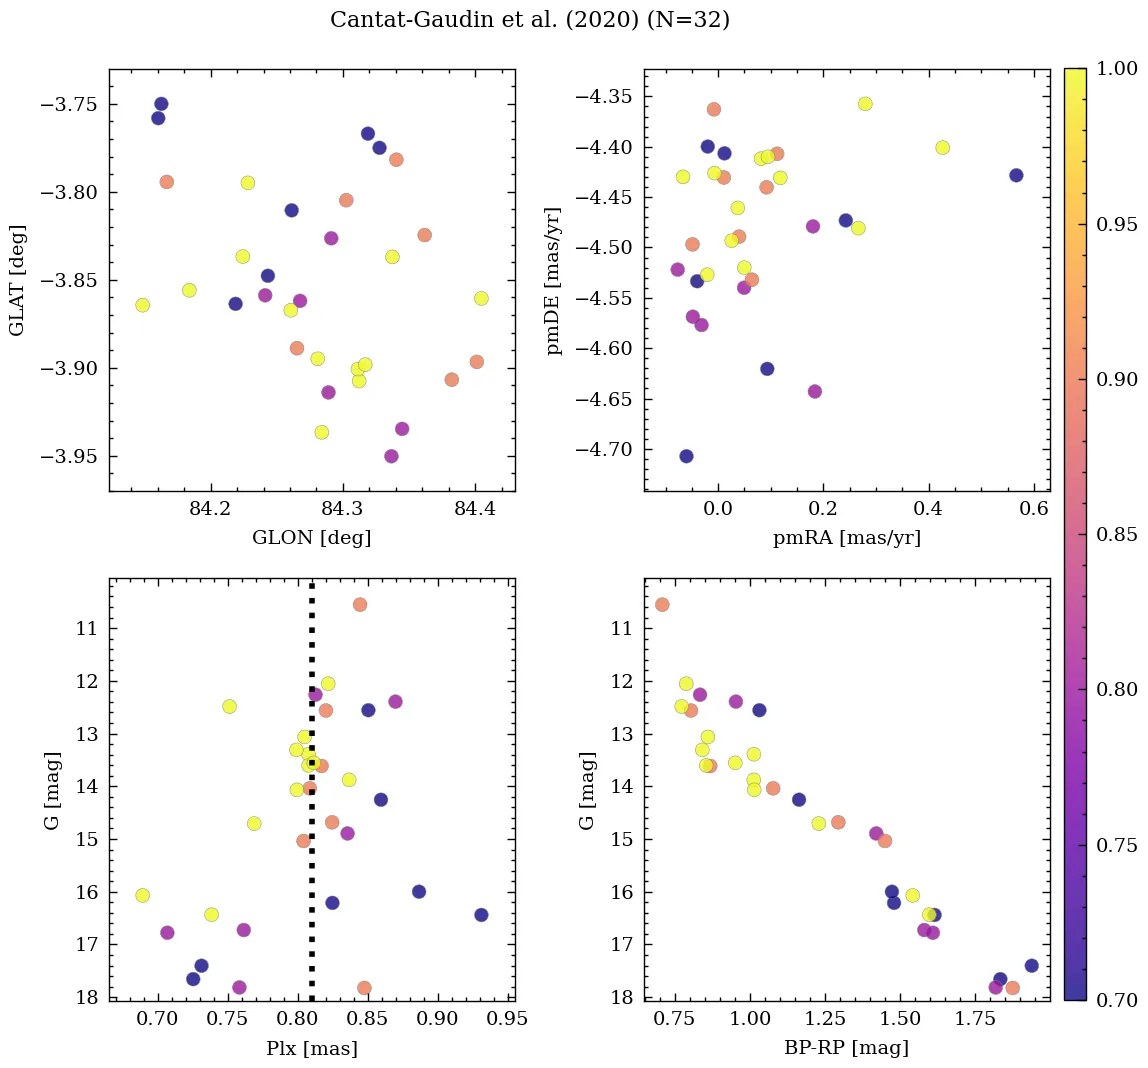 Cantat-Gaudin et al. (2020) (N=32)
−3.75
−3.80
−3.85
−3.90
−3.95
GLAT [deg]
84.2 84.3 84.4
GLON [deg]
−4.35
−4.40
−4.45
−4.50
−4.55
−4.60
−4.65
−4.70
pmDE [mas/yr]
0.0 0.2 0.4 0.6
pmRA [mas/yr]
11
12
13
14
15
16
17
18
G [mag]
0.70 0.75 0.80 0.85 0.90 0.95
Plx [mas]
11
12
13
14
15
16
17
18
G [mag]
0.75 1.00 1.25 1.50 1.75
BP-RP [mag]
1.00
0.95
0.90
0.85
0.80
0.75
0.70